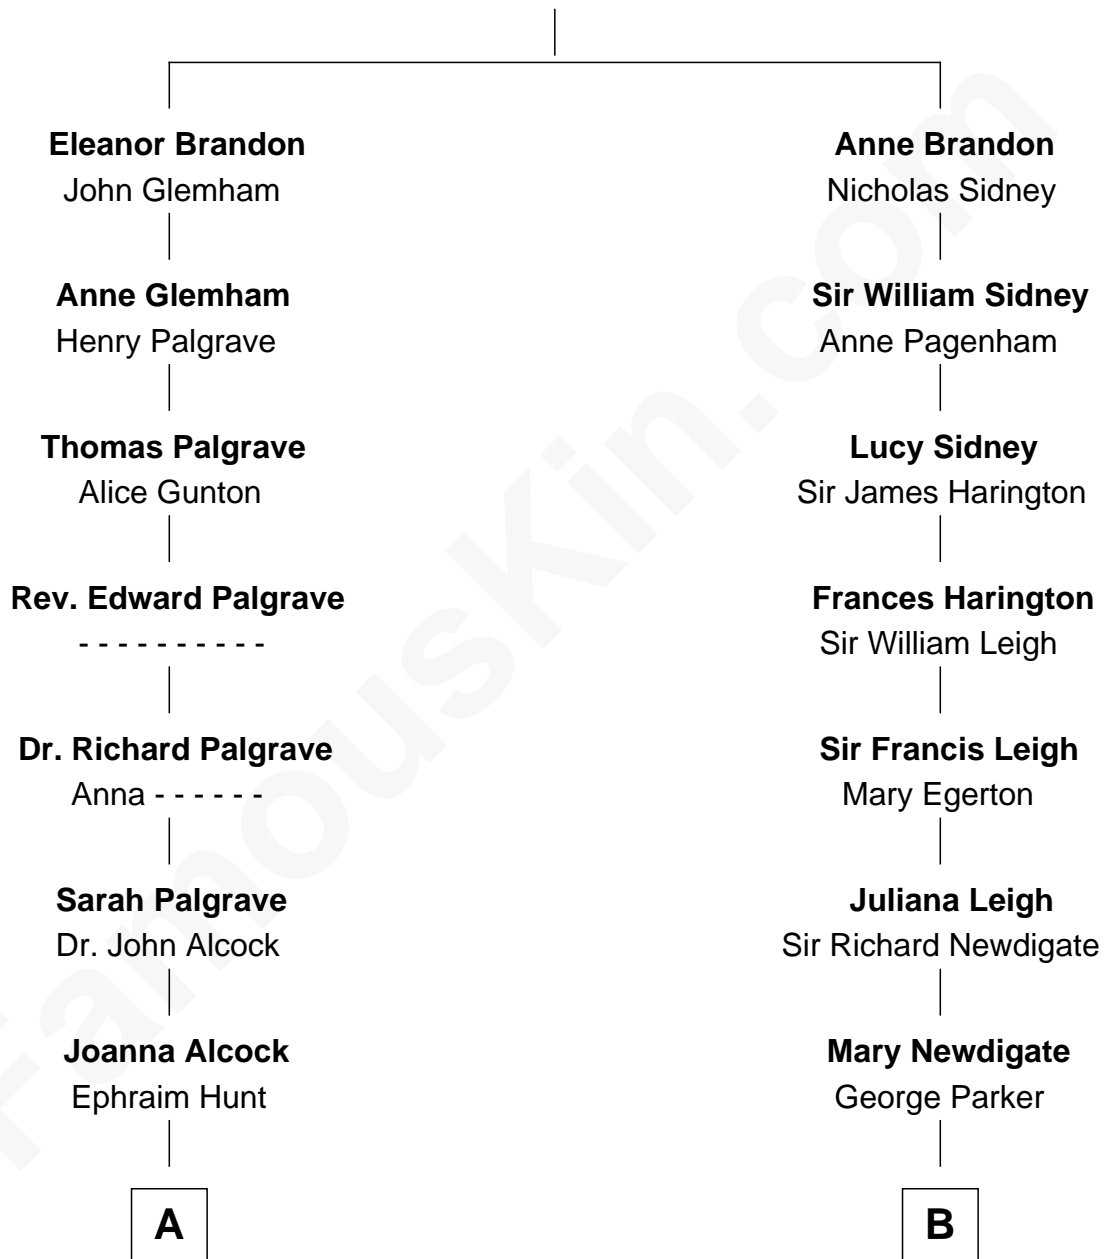 Eleanor Brandon
John Glemham
Anne Glemham
Henry Palgrave
Thomas Palgrave
Alice Gunton
Rev. Edward Palgrave
- - - - - - - - - -
Dr. Richard Palgrave
Anna - - - - - -
Sarah Palgrave
Dr. John Alcock
Joanna Alcock
Ephraim Hunt
A
Anne Brandon
Nicholas Sidney
Sir William Sidney
Anne Pagenham
Lucy Sidney
Sir James Harington
Frances Harington
Sir William Leigh
Sir Francis Leigh
Mary Egerton
Juliana Leigh
Sir Richard Newdigate
Mary Newdigate
George Parker
B
FamousKin.com